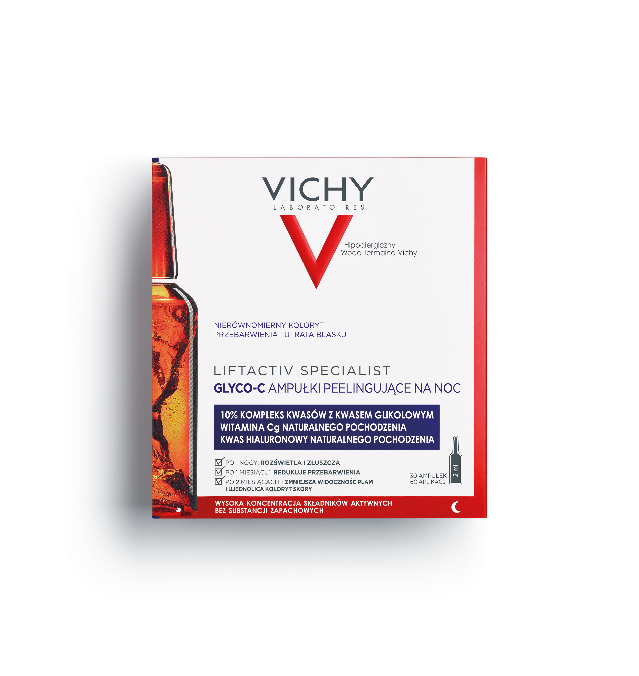 VICHY
LABORATOIRES
Hipoalergiczny
Woda Termalna Vichy
NIERÓWNOMIERNY KOLORYT
PRZEBARWIENIA I UTRATA BLASKU
LIFTACTIV SPECIALIST
GLYCO-C AMPUŁKI PEELINGUJĄCE NA NOC
10% KOMPLEKS KWASÓW Z KWASEM GLIKOLOWYM
WITAMINA Cg NATURALNEGO POCHODZENIA
KWAS HIALURONOWY NATURALNEGO POCHODZENIA
PO 1 NOCY: ROZŚWIETLA I ZŁUSZCZA
PO 1 MIESIĄCU: REDUKUJE PRZEBARWIENIA
PO 2 MIESIĄCACH: ZMNIEJSZA WIDOCZNOŚĆ PLAM
I UJEDNOLICA KOLORYT SKÓRY
30 AMPUŁEK
60 APLIKACJI
2 ml
WYSOKA KONCENTRACJA SKŁADNIKÓW AKTYWNYCH
BEZ SUBSTANCJI ZAPACHOWYCH